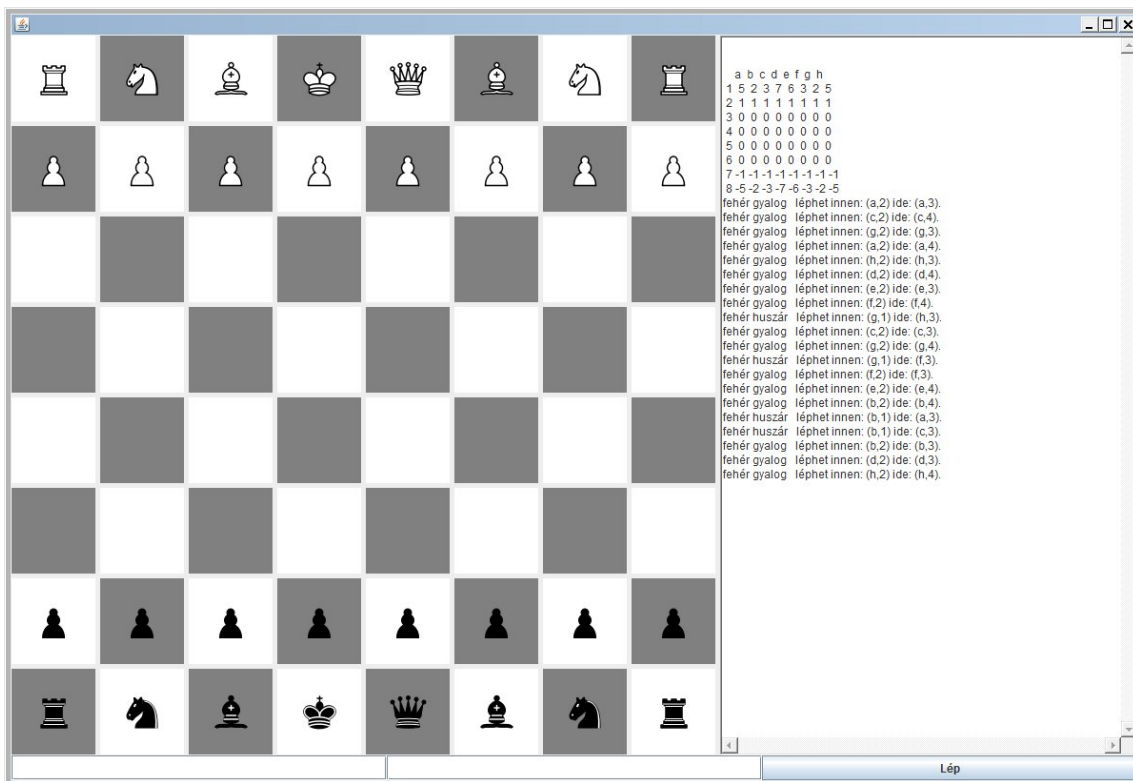 a b c d e f g h
1 5 2 3 7 6 3 2 5
2 1 1 1 1 1 1 1 1
3 0 0 0 0 0 0 0 0
4 0 0 0 0 0 0 0 0
5 0 0 0 0 0 0 0 0
6 0 0 0 0 0 0 0 0
7 -1 -1 -1 -1 -1 -1 -1 -1
8 -5 -2 -3 -7 -6 -3 -2 -5
fehér gyalog léphet innen: (a,2) ide: (a,3).
fehér gyalog léphet innen: (c,2) ide: (c,4).
fehér gyalog léphet innen: (g,2) ide: (g,3).
fehér gyalog léphet innen: (a,2) ide: (a,4).
fehér gyalog léphet innen: (h,2) ide: (h,3).
fehér gyalog léphet innen: (d,2) ide: (d,4).
fehér gyalog léphet innen: (e,2) ide: (e,3).
fehér gyalog léphet innen: (f,2) ide: (f,4).
fehér huszár léphet innen: (g,1) ide: (h,3).
fehér gyalog léphet innen: (c,2) ide: (c,3).
fehér gyalog léphet innen: (g,2) ide: (g,4).
fehér huszár léphet innen: (g,1) ide: (f,3).
fehér gyalog léphet innen: (f,2) ide: (f,3).
fehér gyalog léphet innen: (e,2) ide: (e,4).
fehér gyalog léphet innen: (b,2) ide: (b,4).
fehér huszár léphet innen: (b,1) ide: (a,3).
fehér huszár léphet innen: (b,1) ide: (c,3).
fehér gyalog léphet innen: (b,2) ide: (b,3).
fehér gyalog léphet innen: (d,2) ide: (d,3).
fehér gyalog léphet innen: (h,2) ide: (h,4).
Lép